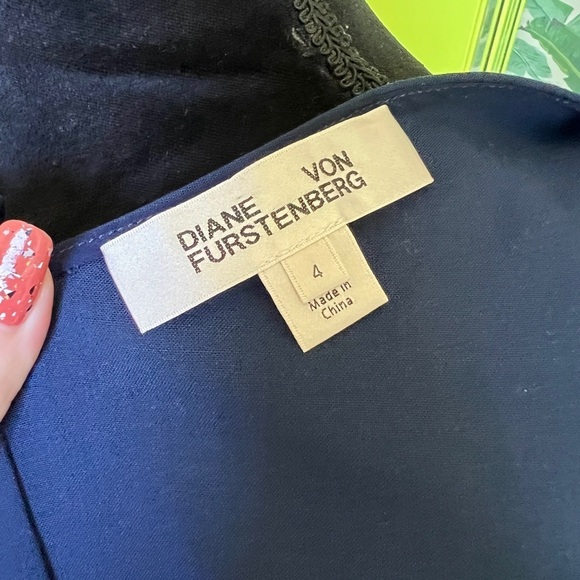 DIANE VON
FURSTENBERG
4
Made in
China